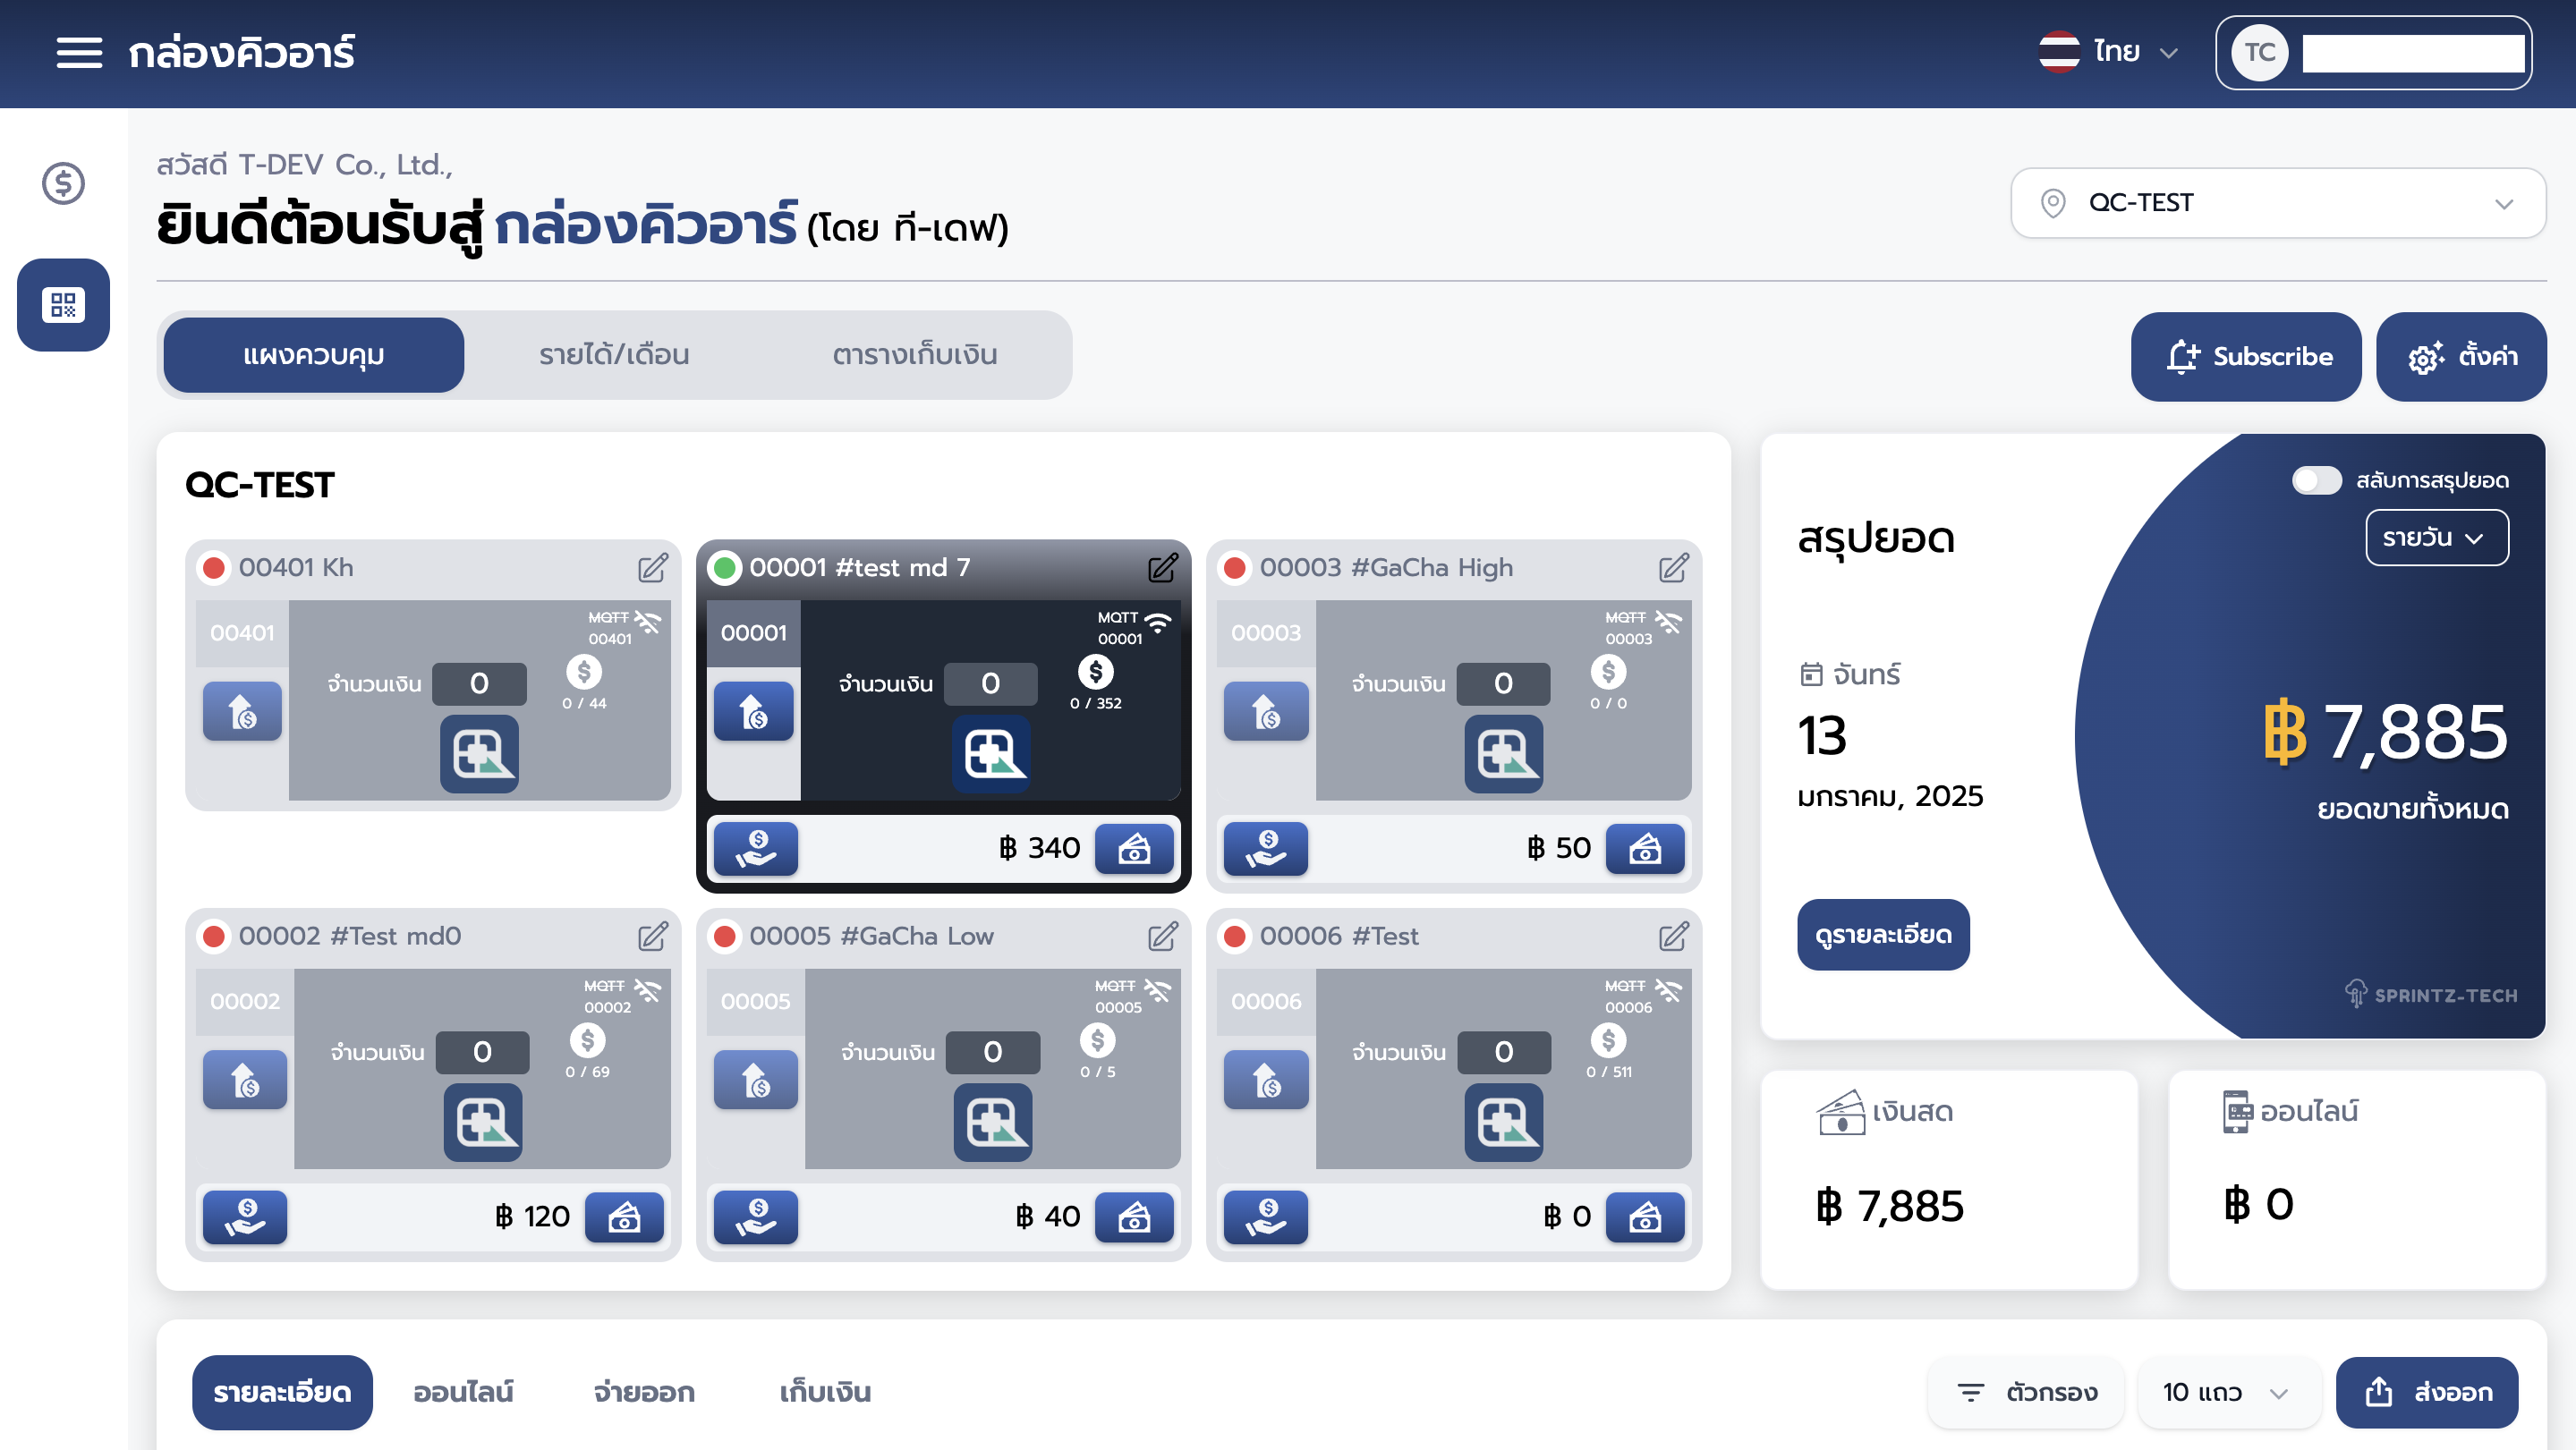 กล่องคิวอาร์
ไทย
TC
สวัสดี T-DEV Co., Ltd.,
ยินดีต้อนรับสู่ กล่องคิวอาร์ (โดย ที-เดฟ)
QC-TEST
แผงควบคุม
รายได้/เดือน
ตารางเก็บเงิน
Subscribe
ตั้งค่า
QC-TEST
00401 Kh
00401
MQTT
00401
จำนวนเงิน
0
0 / 44
00001 #test md 7
00001
MQTT
00001
จำนวนเงิน
0
0 / 352
฿ 340
00003 #GaCha High
00003
MQTT
00003
จำนวนเงิน
0
0 / 0
฿ 50
00002 #Test md0
00002
MQTT
00002
จำนวนเงิน
0
0 / 69
฿ 120
00005 #GaCha Low
00005
MQTT
00005
จำนวนเงิน
0
0 / 5
฿ 40
00006 #Test
00006
MQTT
00006
จำนวนเงิน
0
0 / 511
฿ 0
สลับการสรุปยอด
สรุปยอด
รายวัน
จันทร์
13
มกราคม, 2025
฿ 7,885
ยอดขายทั้งหมด
ดูรายละเอียด
SPRINTZ-TECH
เงินสด
฿ 7,885
ออนไลน์
฿ 0
รายละเอียด
ออนไลน์
จ่ายออก
เก็บเงิน
ตัวกรอง
10 แถว
ส่งออก